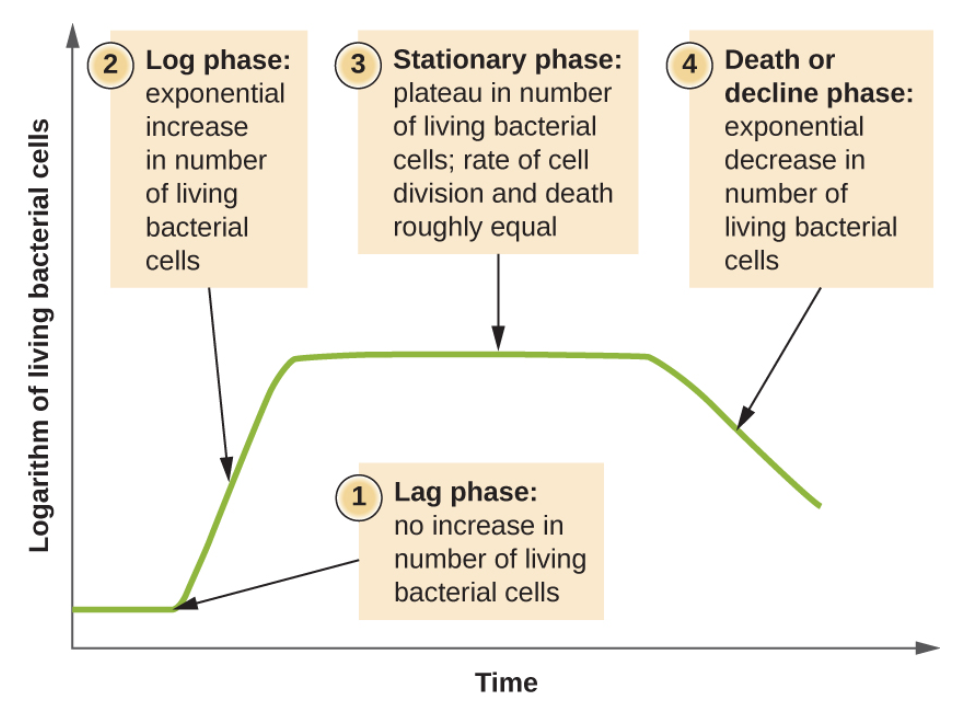 2
Log phase:
exponential
increase
in number
of living
bacterial
cells
3
Stationary phase:
plateau in number
of living bacterial
cells; rate of cell
division and death
roughly equal
4
Death or
decline phase:
exponential
decrease in
number of
living bacterial
cells
1
Lag phase:
no increase in
number of living
bacterial cells
Logarithm of living bacterial cells
Time